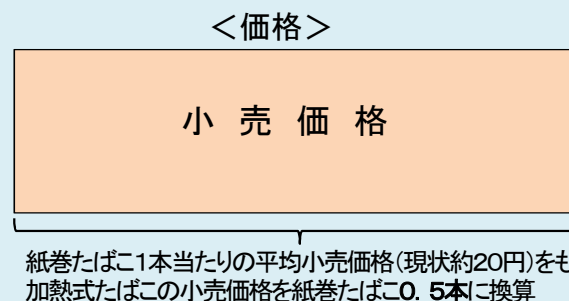 ＜価格＞
小 売 価 格
紙巻たばこ1本当たりの平均小売価格(現状約20円)をも
加熱式たばこの小売価格を紙巻たばこ0．5本に換算